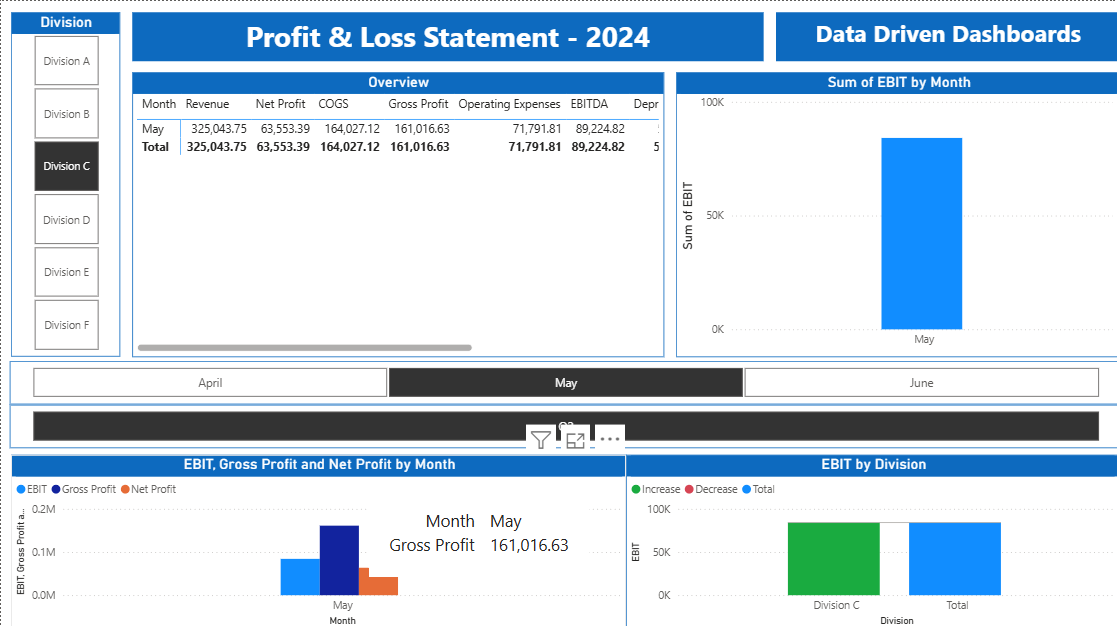 Division
Division A
Division B
Division C
Division D
Division E
Division F
Profit & Loss Statement - 2024
Data Driven Dashboards
Overview
Month Revenue Net Profit COGS Gross Profit Operating Expenses EBITDA Depr
May 325,043.75 63,553.39 164,027.12 161,016.63 71,791.81 89,224.82
Total 325,043.75 63,553.39 164,027.12 161,016.63 71,791.81 89,224.82 5
Sum of EBIT by Month
Sum of EBIT
100K
50K
0K
May
April May June
EBIT, Gross Profit and Net Profit by Month
EBIT Gross Profit Net Profit
EBIT, Gross Profit a...
0.2M
0.1M
0.0M
Month May
Gross Profit 161,016.63
May
Month
EBIT by Division
Increase Decrease Total
EBIT
100K
50K
0K
Division C Total
Division